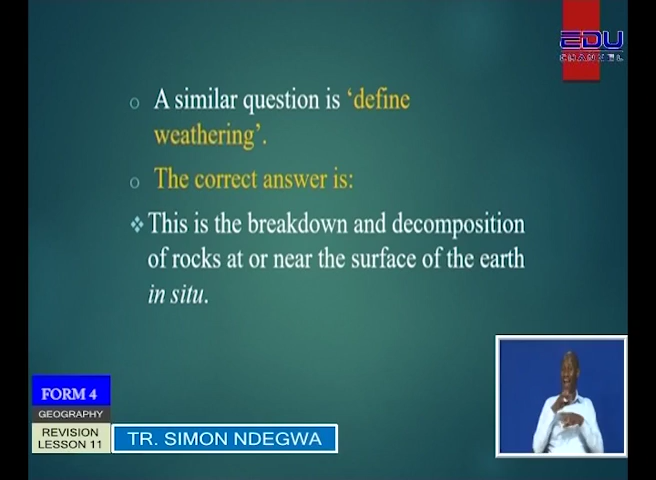 EDU
CHANNEL
o A similar question is ‘define
weathering’.
o The correct answer is:
❖ This is the breakdown and decomposition
of rocks at or near the surface of the earth
in situ.
FORM 4
GEOGRAPHY
REVISION
LESSON 11
TR. SIMON NDEGWA